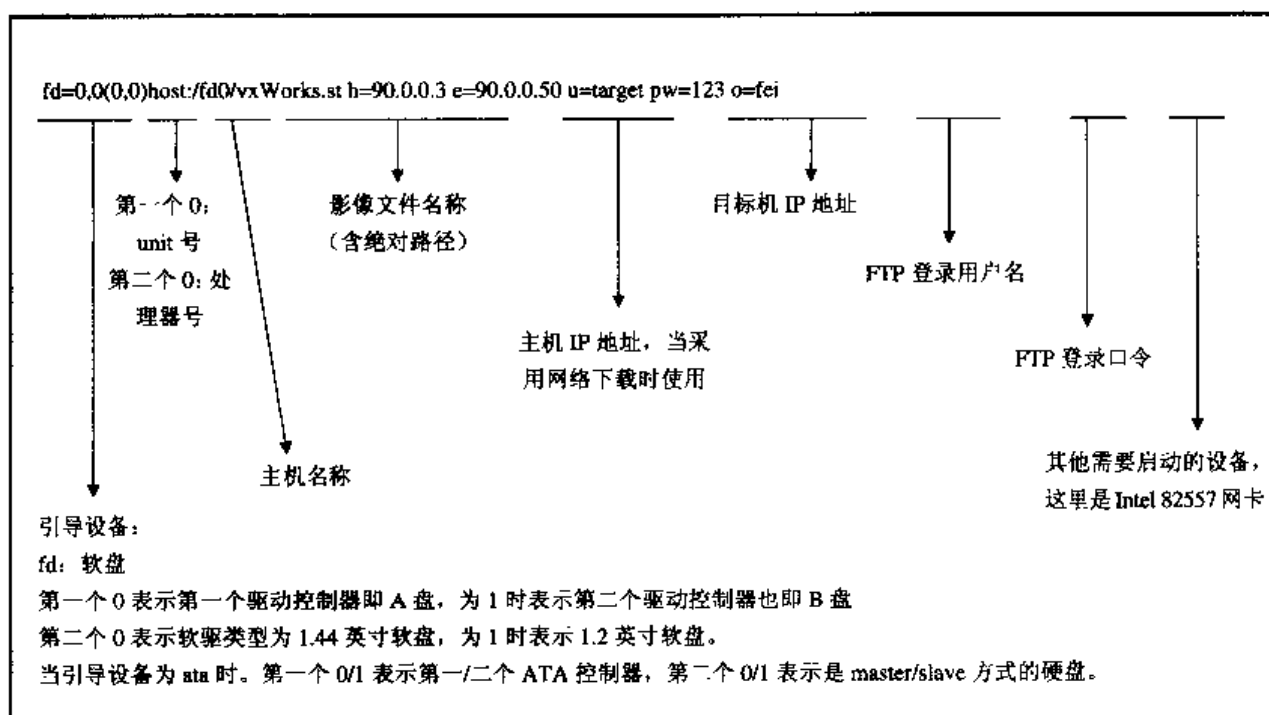 fd=0,0(0,0)host:/fd0/vxWorks.st h=90.0.0.3 e=90.0.0.50 u=target pw=123 o=fei
第一个 0：
unit 号
第二个 0：处
理器号
影像文件名称
（含绝对路径）
目标机 IP 地址
FTP 登录用户名
主机 IP 地址，当采
用网络下载时使用
FTP 登录口令
主机名称
其他需要启动的设备，
这里是 Intel 82557 网卡
引导设备：
fd：软盘
第一个 0 表示第一个驱动控制器即 A 盘，为 1 时表示第二个驱动控制器也即 B 盘
第二个 0 表示软驱类型为 1.44 英寸软盘，为 1 时表示 1.2 英寸软盘。
当引导设备为 ata 时。第一个 0/1 表示第一/二个 ATA 控制器，第二个 0/1 表示是 master/slave 方式的硬盘。